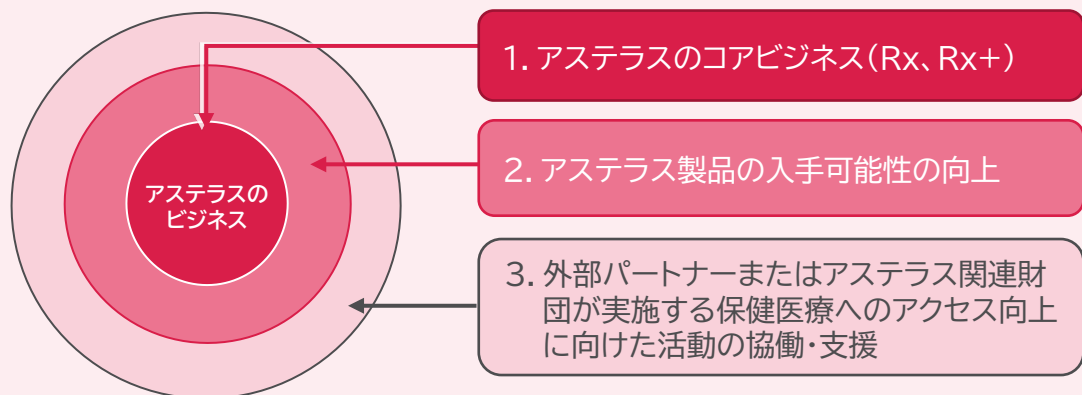 1. アステラスのコアビジネス（Rx、Rx+）
2. アステラス製品の入手可能性の向上
アステラスの
ビジネス
3. 外部パートナーまたはアステラス関連財
団が実施する保健医療へのアクセス向上
に向けた活動の協働・支援